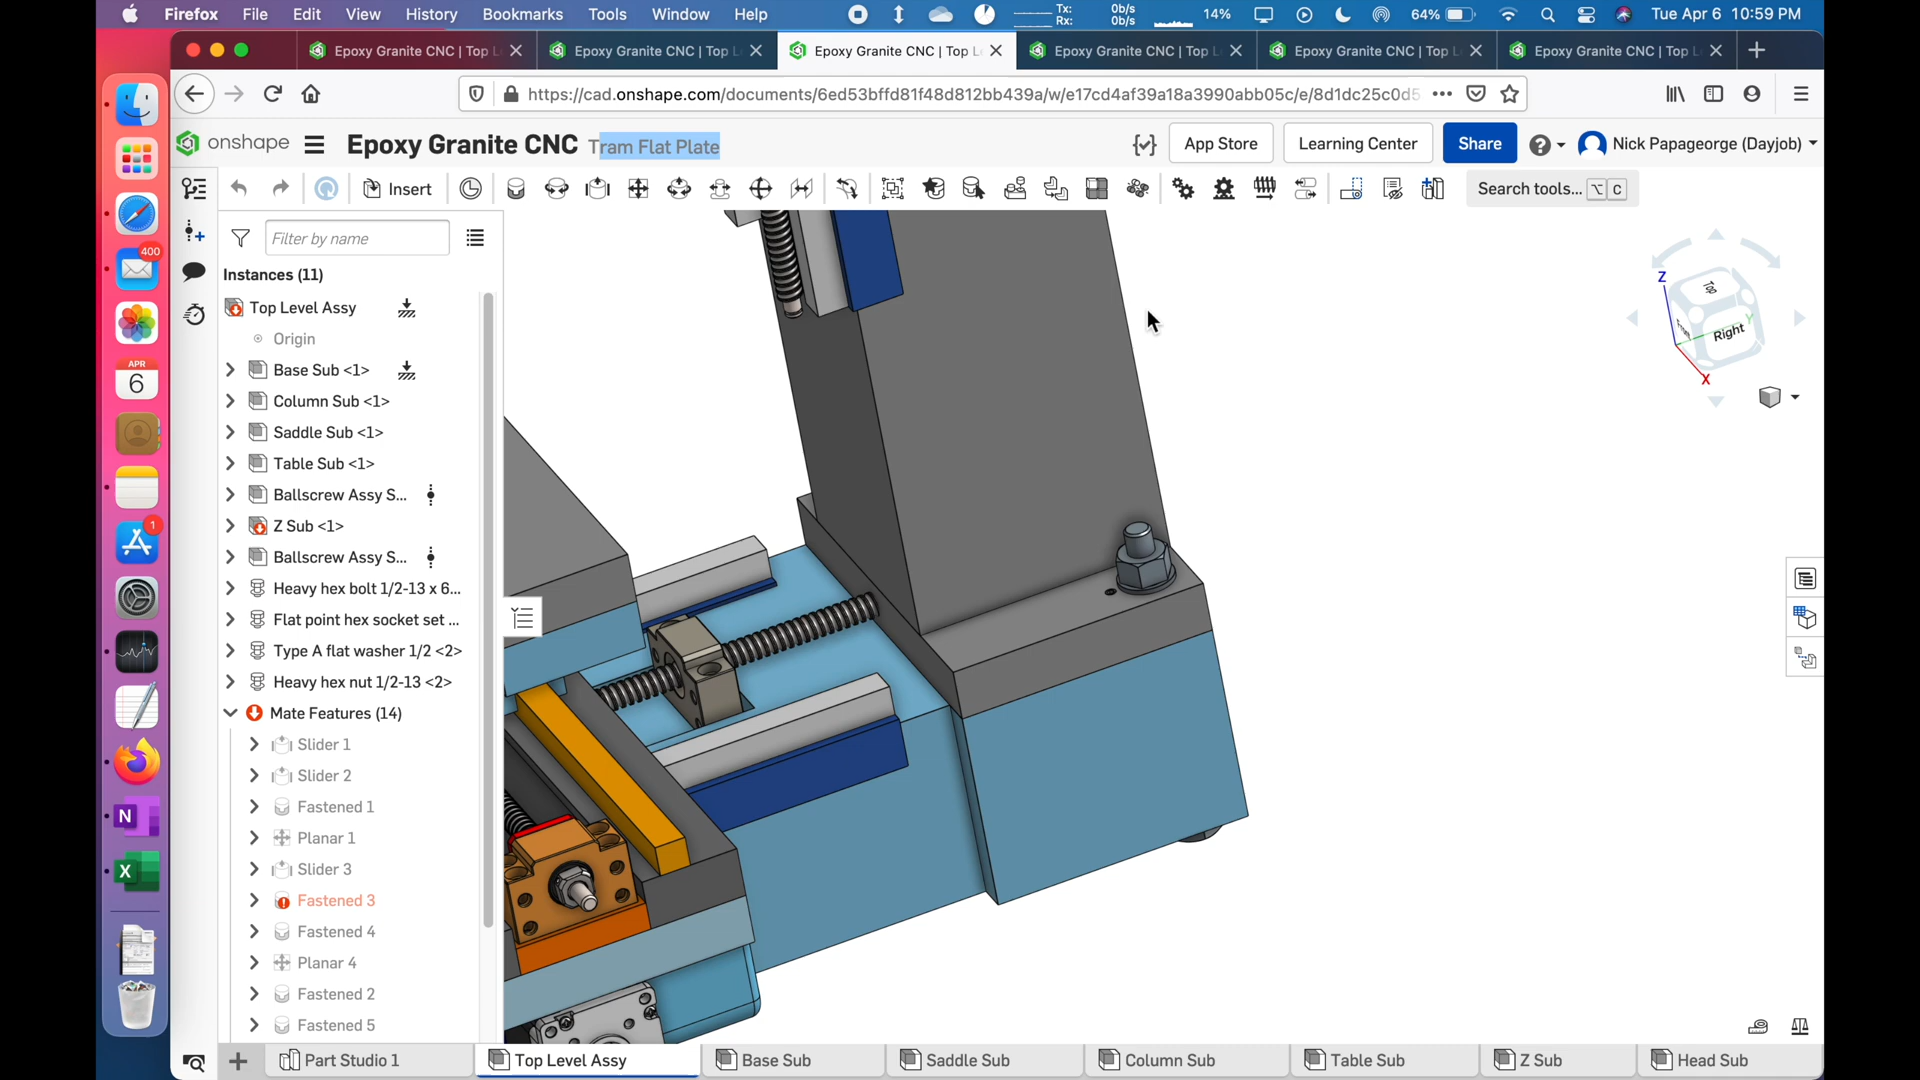 Firefox File Edit View History Bookmarks Tools Window Help Tx: 0b/s Rx: 0b/s 14% 64% Tue Apr 6 10:59 PM
Epoxy Granite CNC | Top L Epoxy Granite CNC | Top L Epoxy Granite CNC | Top L Epoxy Granite CNC | Top L Epoxy Granite CNC | Top L Epoxy Granite CNC | Top L
https://cad.onshape.com/documents/6ed53bffd81f48d812bb439a/w/e17cd4af39a18a3990abb05c/e/8d1dc25c0d5
onshape Epoxy Granite CNC Tram Flat Plate App Store Learning Center Share Nick Papageorge (Dayjob)
Insert Search tools... ⌥ C
Filter by name
Instances (11)
Top Level Assy
Origin
Base Sub <1>
Column Sub <1>
Saddle Sub <1>
Table Sub <1>
Ballscrew Assy S...
Z Sub <1>
Ballscrew Assy S...
Heavy hex bolt 1/2-13 x 6...
Flat point hex socket set ...
Type A flat washer 1/2 <2>
Heavy hex nut 1/2-13 <2>
Mate Features (14)
Slider 1
Slider 2
Fastened 1
Planar 1
Slider 3
Fastened 3
Fastened 4
Planar 4
Fastened 2
Fastened 5
Z
Y
Right
X
400
APR
6
1
N
X
Part Studio 1 Top Level Assy Base Sub Saddle Sub Column Sub Table Sub Z Sub Head Sub